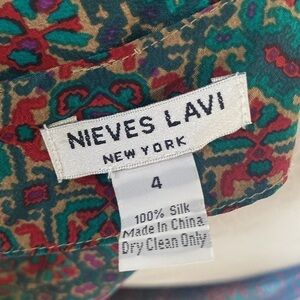 NIEVES LAVI
NEW YORK
4
100% Silk
Made In China
Dry Clean Only